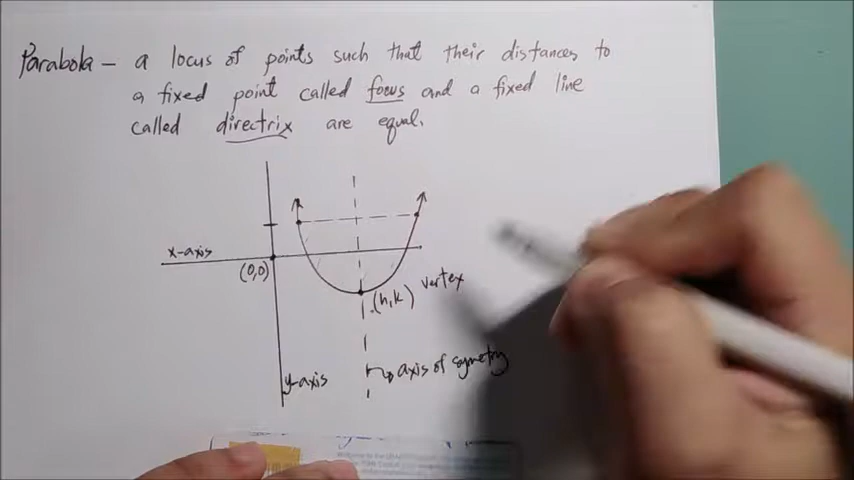 Parabola - a locus of points such that their distances to
a fixed point called focus and a fixed line
called directrix are equal.
x-axis
(0,0)
(h,k) vertex
axis of symetry
y-axis